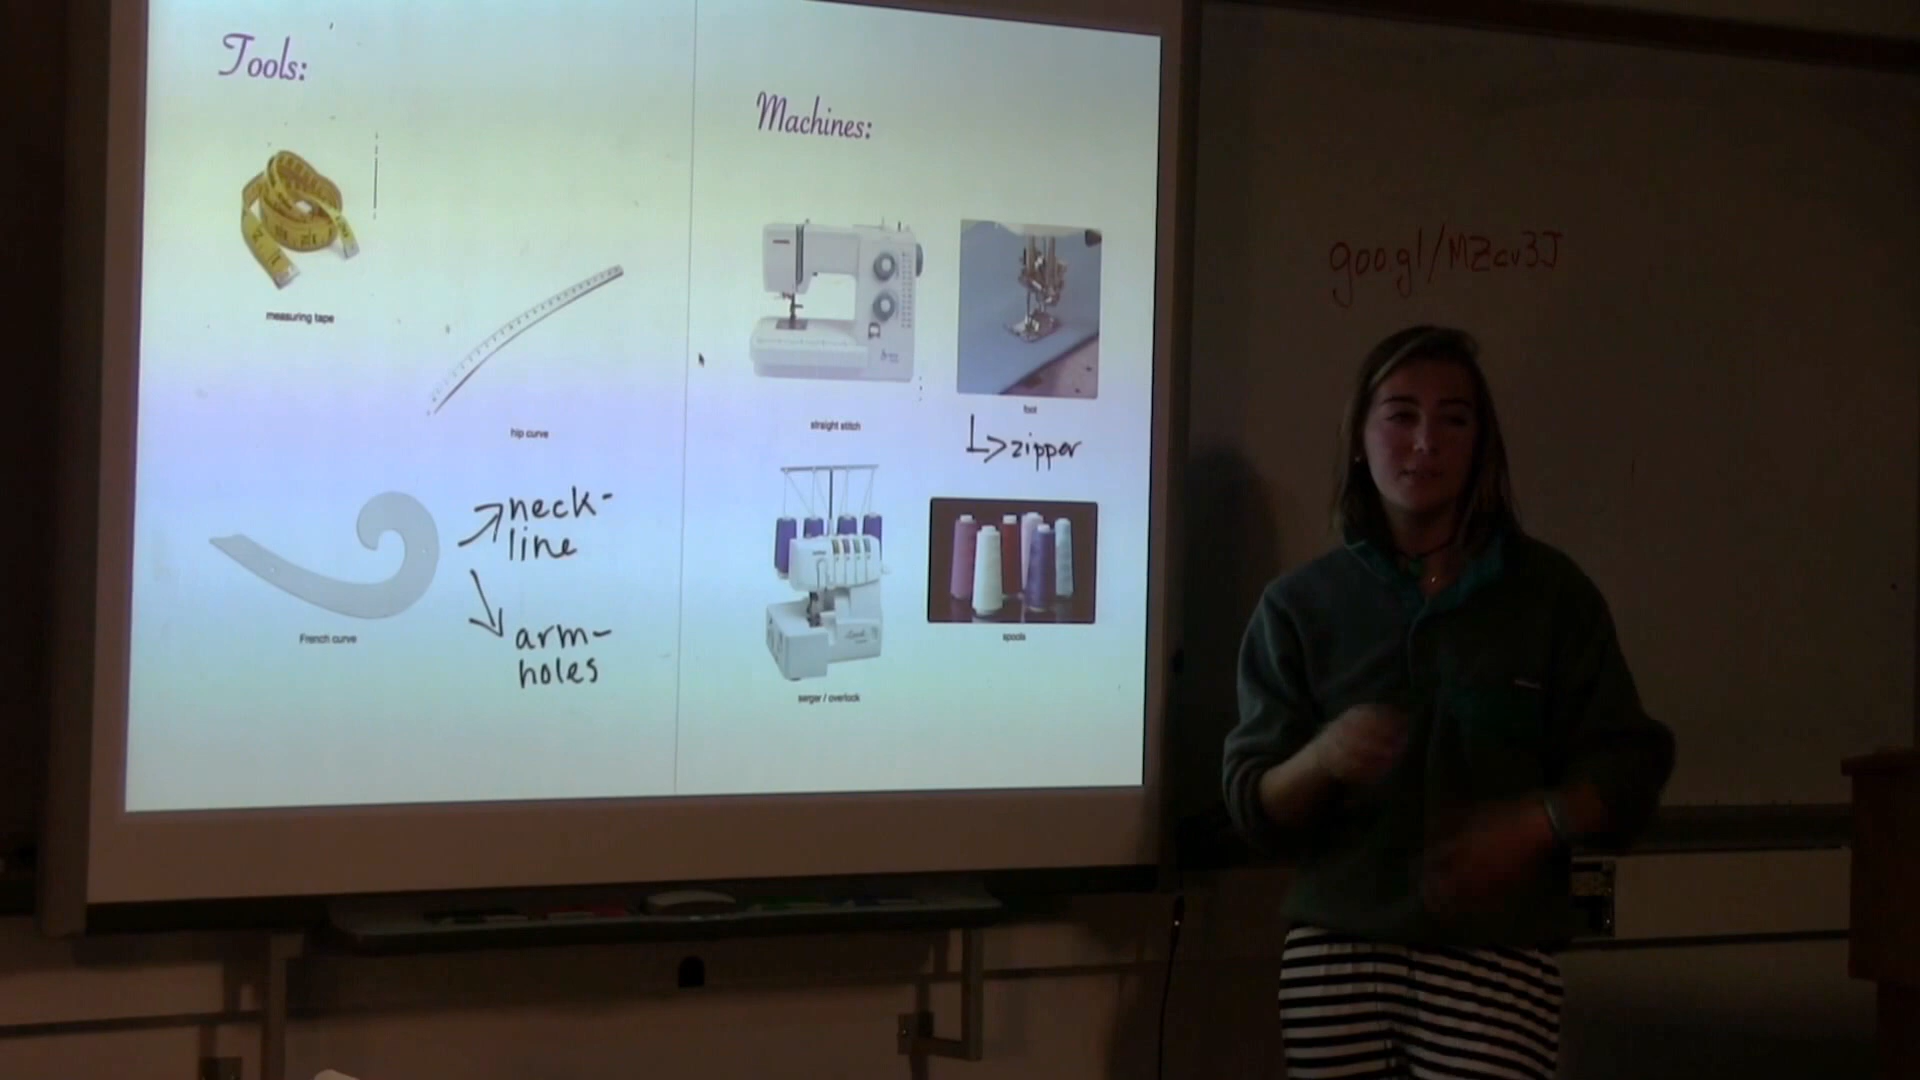 Tools:
measuring tape
hip curve
French curve
neck-
line
arm-
holes
Machines:
straight stitch
foot
zipper
serger / overlock
spools
goo.gl/MZcv3J